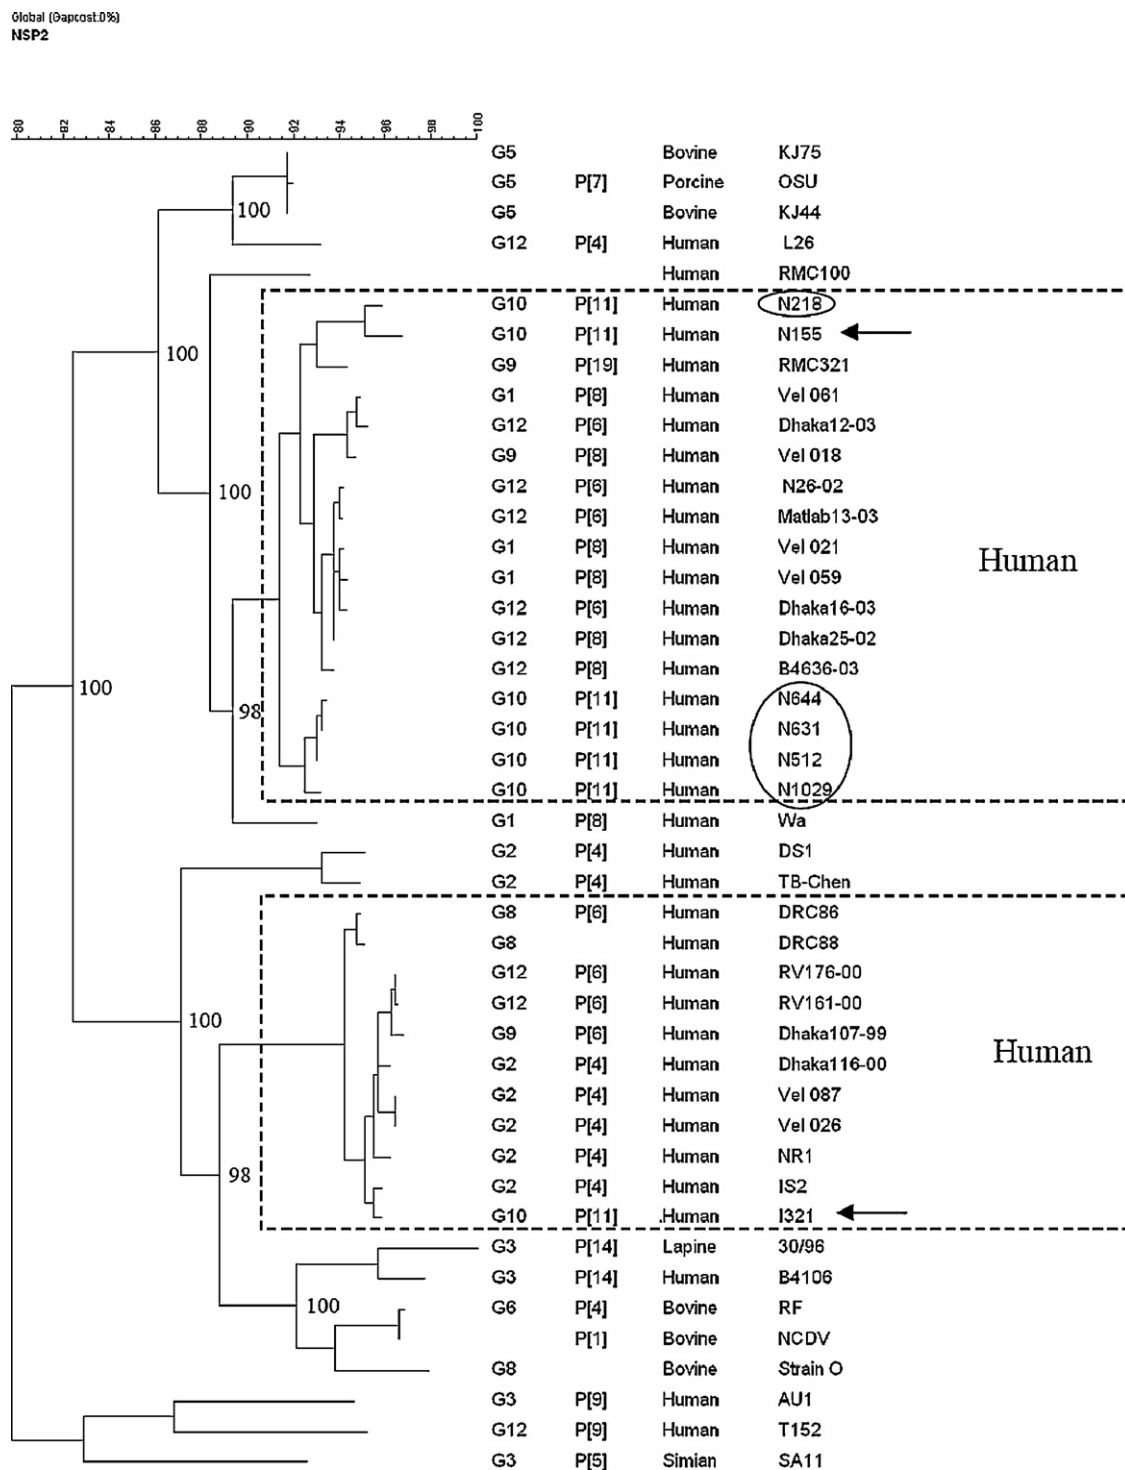 Global (Gapcost:0%)
NSP2
80 82 84 86 88 90 92 94 96 98 100
G5 Bovine KJ75
G5 P[7] Porcine OSU
G5 Bovine KJ44
100
G12 P[4] Human L26
Human RMC100
G10 P[11] Human N218
G10 P[11] Human N155
100
G9 P[19] Human RMC321
G1 P[8] Human Vel 061
G12 P[6] Human Dhaka12-03
G9 P[8] Human Vel 018
100
G12 P[6] Human N26-02
G12 P[6] Human Matlab13-03
G1 P[8] Human Vel 021
Human
G1 P[8] Human Vel 059
G12 P[6] Human Dhaka16-03
G12 P[8] Human Dhaka25-02
G12 P[8] Human B4636-03
100
G10 P[11] Human N644
98
G10 P[11] Human N631
G10 P[11] Human N512
G10 P[11] Human N1029
G1 P[8] Human Wa
G2 P[4] Human DS1
G2 P[4] Human TB-Chen
G8 P[6] Human DRC86
G8 Human DRC88
G12 P[6] Human RV176-00
G12 P[6] Human RV161-00
100
G9 P[6] Human Dhaka107-99
Human
G2 P[4] Human Dhaka116-00
G2 P[4] Human Vel 087
G2 P[4] Human Vel 026
G2 P[4] Human NR1
98
G2 P[4] Human IS2
G10 P[11] .Human I321
G3 P[14] Lapine 30/96
G3 P[14] Human B4106
100
G6 P[4] Bovine RF
P[1] Bovine NCDV
G8 Bovine Strain O
G3 P[9] Human AU1
G12 P[9] Human T152
G3 P[5] Simian SA11